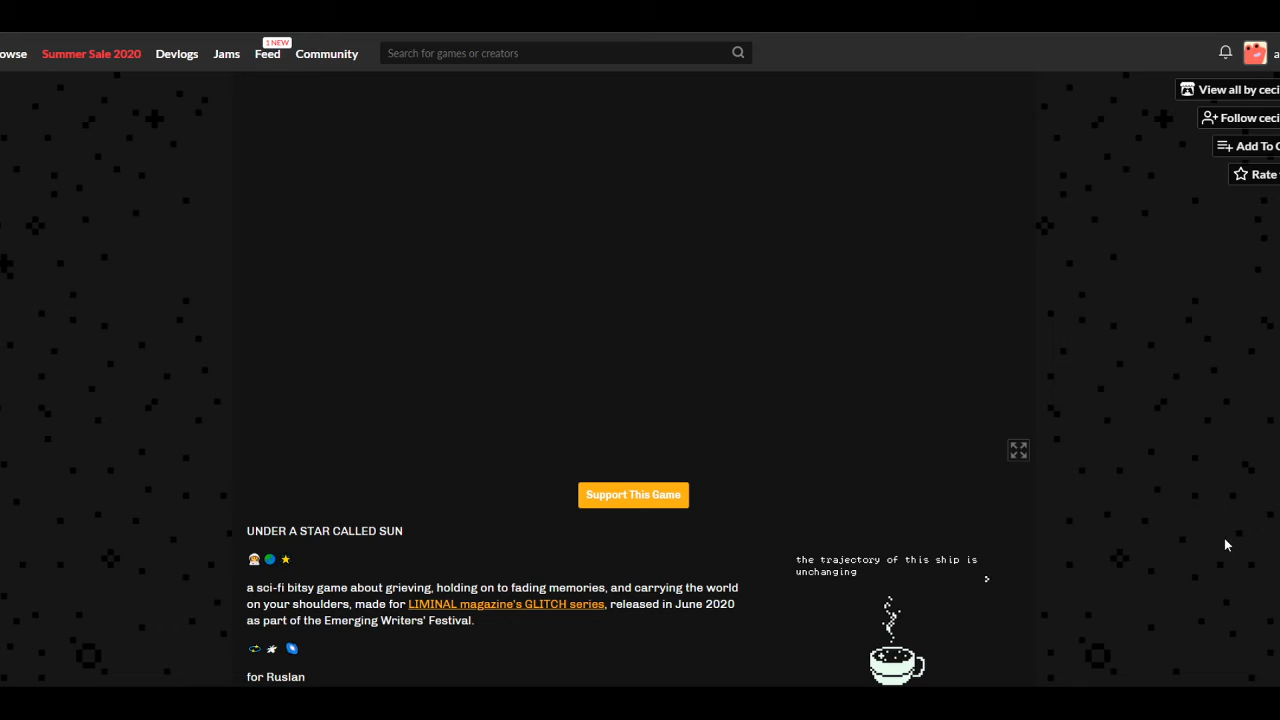 owse Summer Sale 2020 Devlogs Jams Feed 1 NEW Community Search for games or creators a
View all by ceci
Follow ceci
Add To C
Rate
Support This Game
UNDER A STAR CALLED SUN
a sci-fi bitsy game about grieving, holding on to fading memories, and carrying the world
on your shoulders, made for LIMINAL magazine's GLITCH series, released in June 2020
as part of the Emerging Writers' Festival.
for Ruslan
the trajectory of this ship is
unchanging